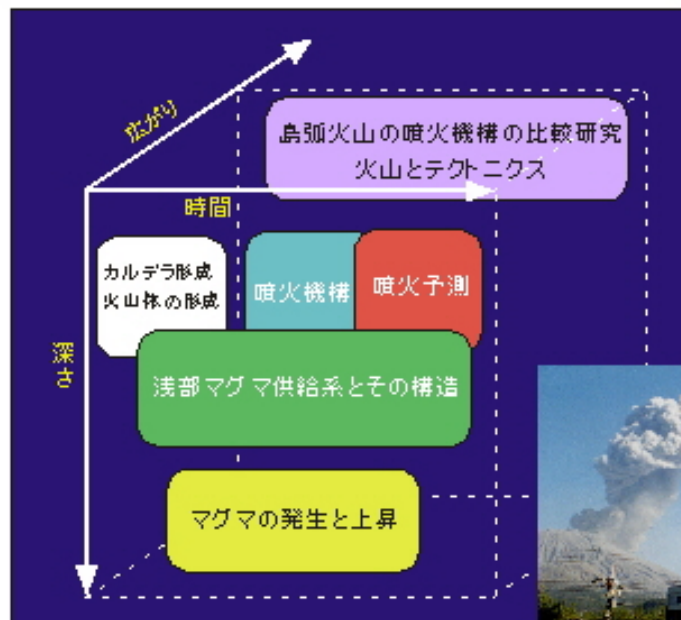 広がり
島弧火山の噴火機構の比較研究
火山とテクトニクス
時間
カルデラ形成
火山体の形成
噴火機構
噴火予測
深さ
浅部マグマ供給系とその構造
マグマの発生と上昇